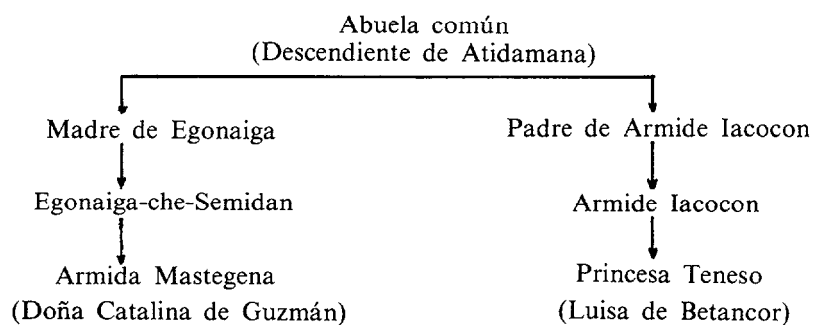 Abuela común
(Descendiente de Atidamana)
Madre de Egonaiga
Padre de Armide Iacocon
Egonaiga-che-Semidan
Armide Iacocon
Armida Mastegena
(Doña Catalina de Guzmán)
Princesa Teneso
(Luisa de Betancor)